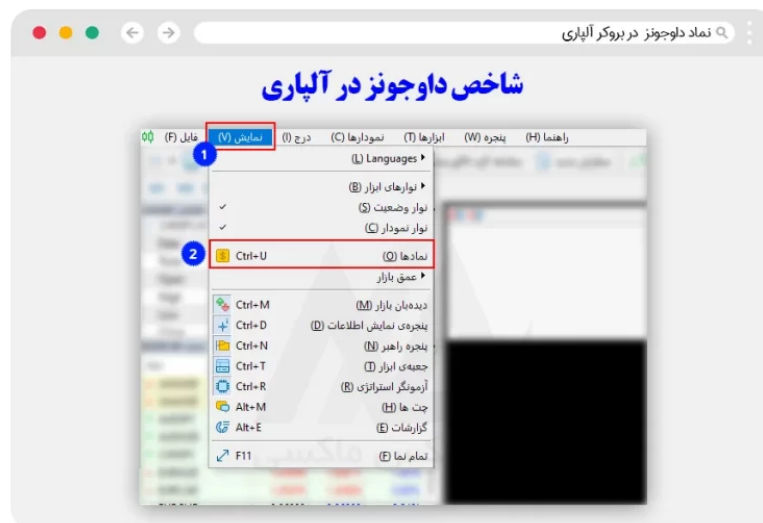 نماد داوجونز در بروکر آلپاری
شاخص داوجونز در آلپاری
فایل (F) نمایش (V) درج (I) نمودارها (C) ابزارها (T) پنجره (W) راهنما (H)
1
Languages (L)
نوارهای ابزار (B)
نوار وضعیت (S)
نوار نمودار (C)
2
نمادها (O) Ctrl+U
عمق بازار
دیده‌بان بازار (M) Ctrl+M
پنجره‌ی نمایش اطلاعات (D) Ctrl+D
پنجره راهبر (N) Ctrl+N
جعبه‌ی ابزار (T) Ctrl+T
آزمونگر استراتژی (R) Ctrl+R
چت ها (H) Alt+M
گزارشات (E) Alt+E
تمام نما (F) F11